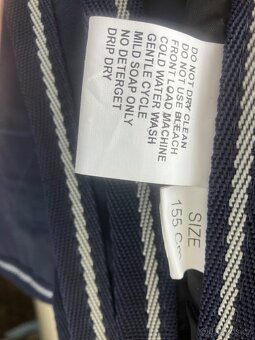 DO NOT DRY CLEAN
DO NOT USE BLEACH
FRONT LOAD MACHINE
COLD WATER WASH
GENTLE CYCLE
MILD SOAP ONLY
NO DETERGET
DRIP DRY
SIZE
155